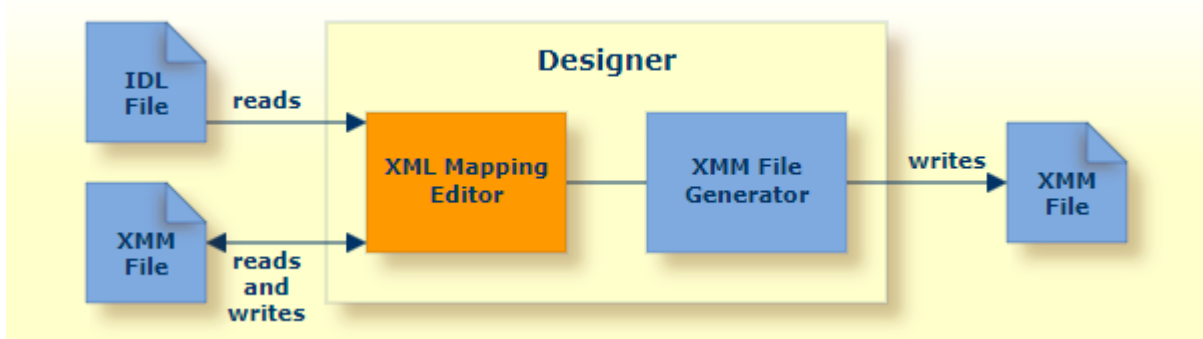 Designer
IDL
File
reads
XML Mapping
Editor
XMM File
Generator
writes
XMM
File
XMM
File
reads
and
writes